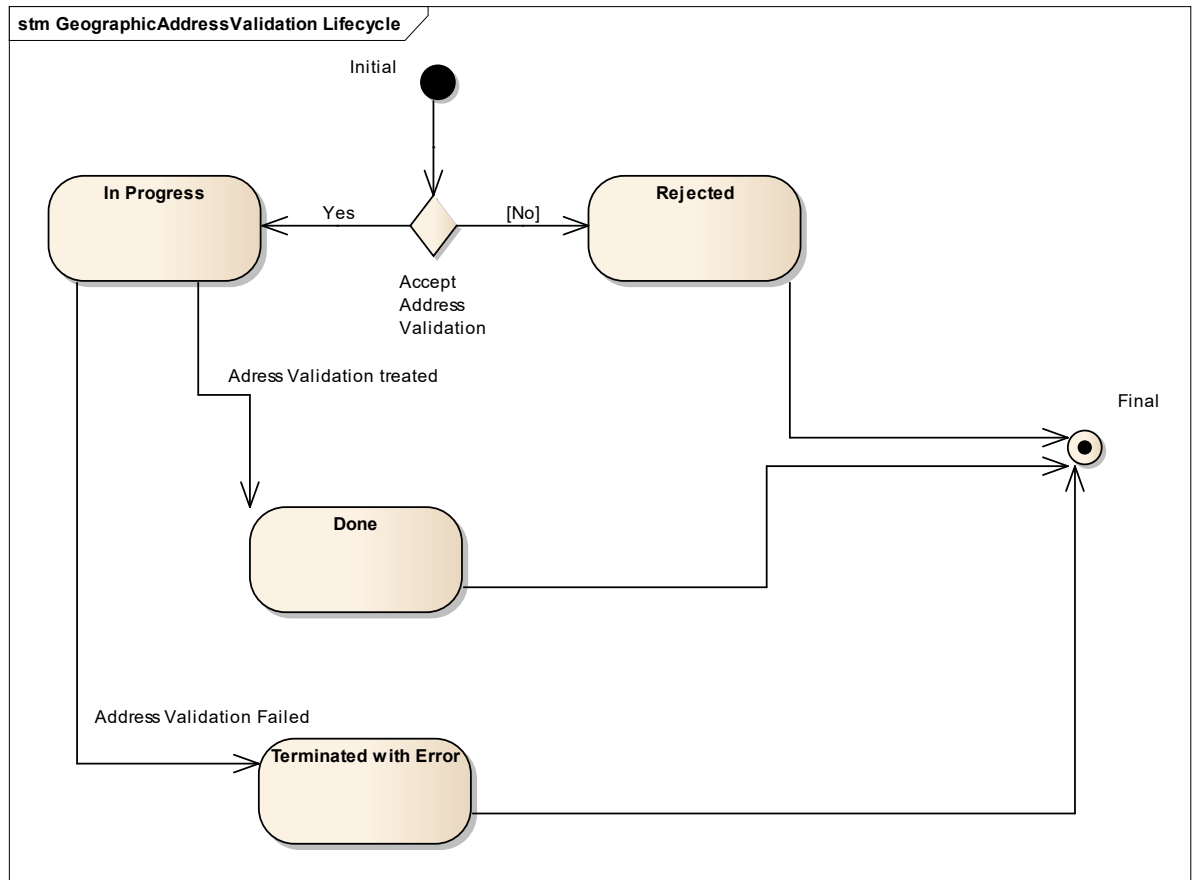 stm GeographicAddressValidation Lifecycle
Initial
In Progress
Rejected
Yes
[No]
Accept
Address
Validation
Adress Validation treated
Final
Done
Address Validation Failed
Terminated with Error